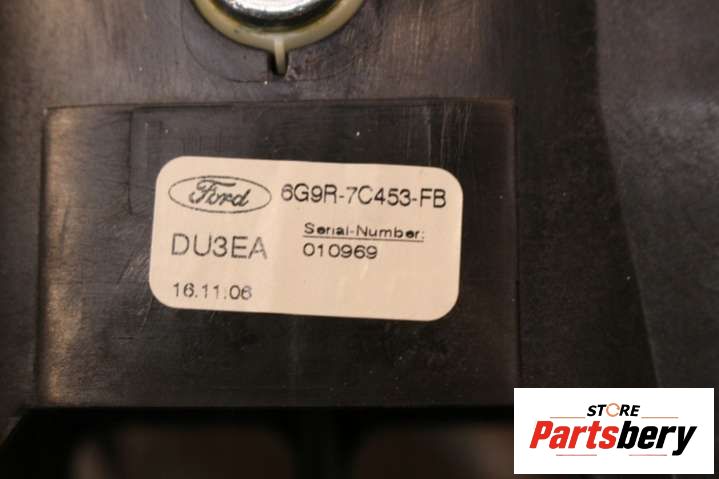 Ford 6G9R-7C453-FB
DU3EA
Serial-Number:
010969
16.11.06
STORE
Partsbery